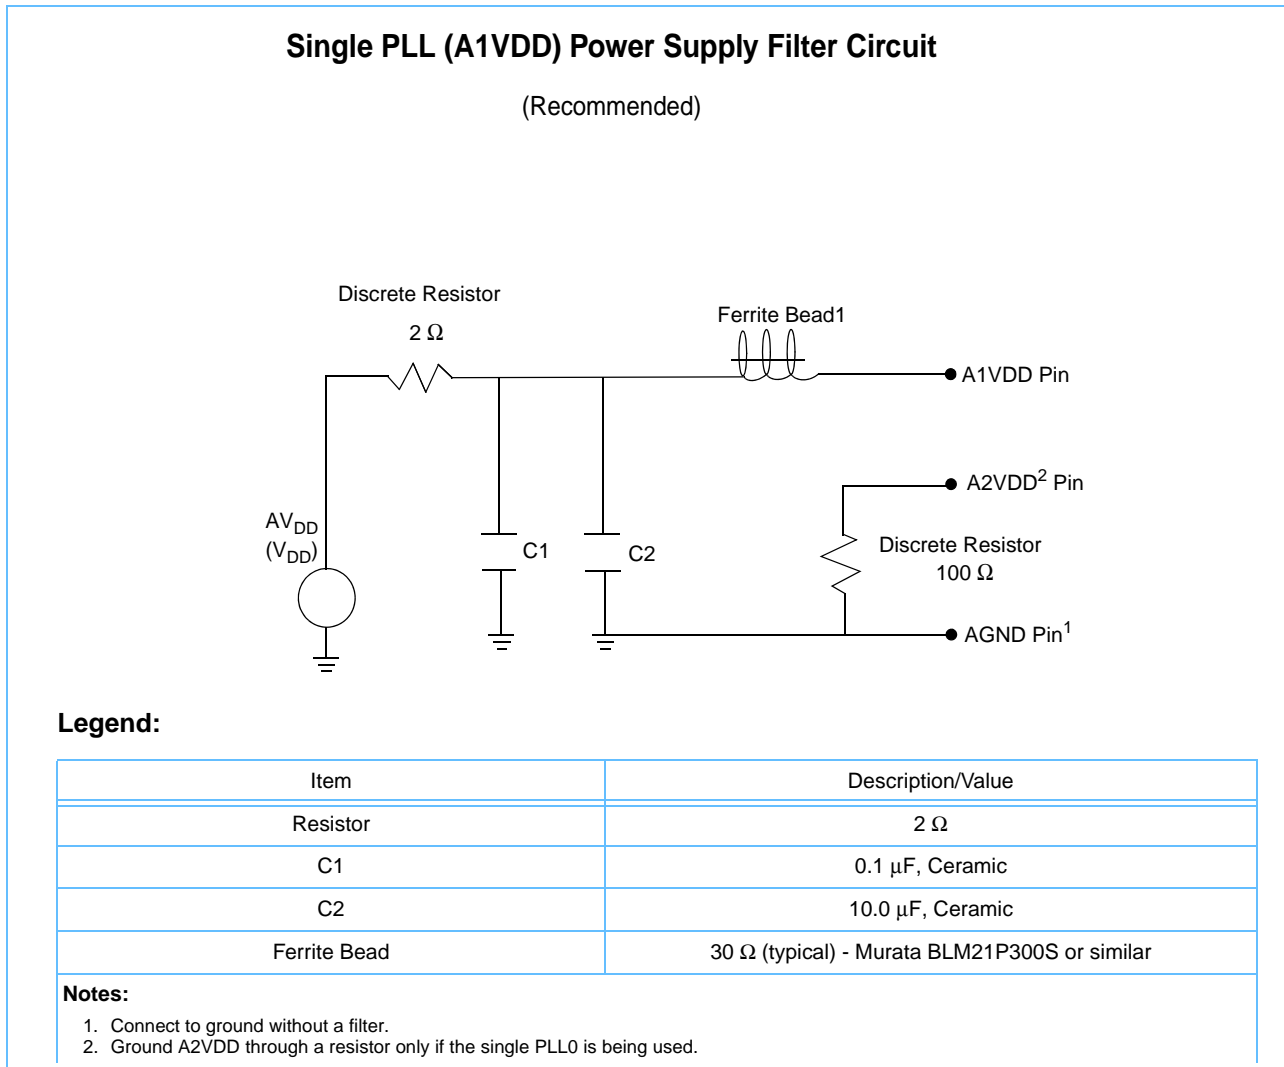 Single PLL (A1VDD) Power Supply Filter Circuit
(Recommended)
Discrete Resistor
2 Ω
Ferrite Bead1
A1VDD Pin
A2VDD2 Pin
AVDD
(VDD)
C1
C2
Discrete Resistor
100 Ω
AGND Pin1
Legend:
Item Description/Value
Resistor 2 Ω
C1 0.1 μF, Ceramic
C2 10.0 μF, Ceramic
Ferrite Bead 30 Ω (typical) - Murata BLM21P300S or similar
Notes:
1. Connect to ground without a filter.
2. Ground A2VDD through a resistor only if the single PLL0 is being used.